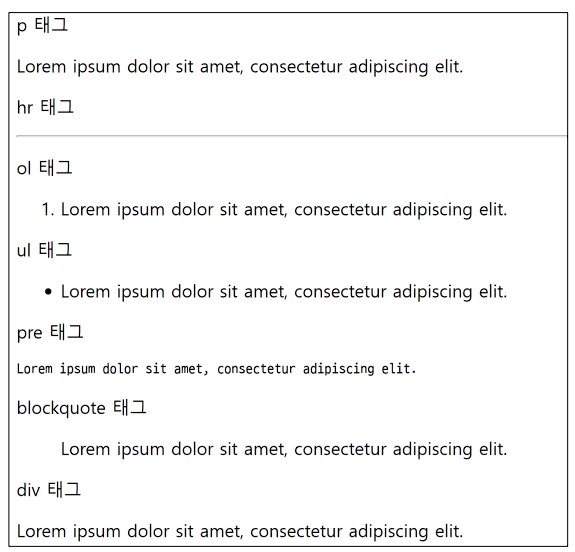 p 태그
Lorem ipsum dolor sit amet, consectetur adipiscing elit.
hr 태그
ol 태그
1. Lorem ipsum dolor sit amet, consectetur adipiscing elit.
ul 태그
• Lorem ipsum dolor sit amet, consectetur adipiscing elit.
pre 태그
Lorem ipsum dolor sit amet, consectetur adipiscing elit.
blockquote 태그
Lorem ipsum dolor sit amet, consectetur adipiscing elit.
div 태그
Lorem ipsum dolor sit amet, consectetur adipiscing elit.